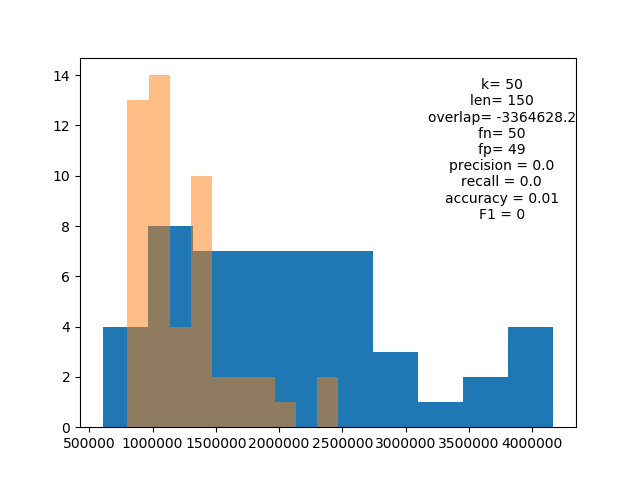 14
12
10
8
6
4
2
0
k= 50
len= 150
overlap= -3364628.2
fn= 50
fp= 49
precision = 0.0
recall = 0.0
accuracy = 0.01
F1 = 0
500000 1000000 1500000 2000000 2500000 3000000 3500000 4000000